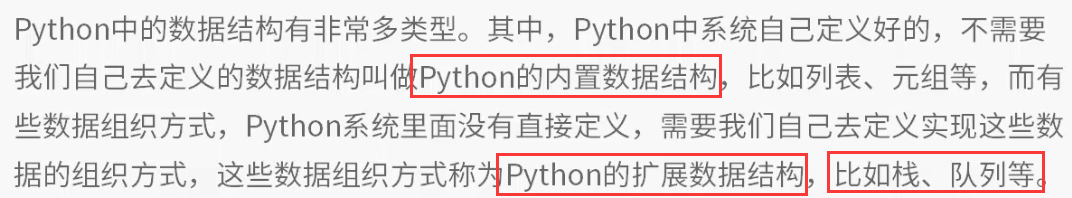 Python中的数据结构有非常多类型。其中，Python中系统自己定义好的，不需要
我们自己去定义的数据结构叫做Python的内置数据结构，比如列表、元组等，而有
些数据组织方式，Python系统里面没有直接定义，需要我们自己去定义实现这些数
据的组织方式，这些数据组织方式称为Python的扩展数据结构，比如栈、队列等。